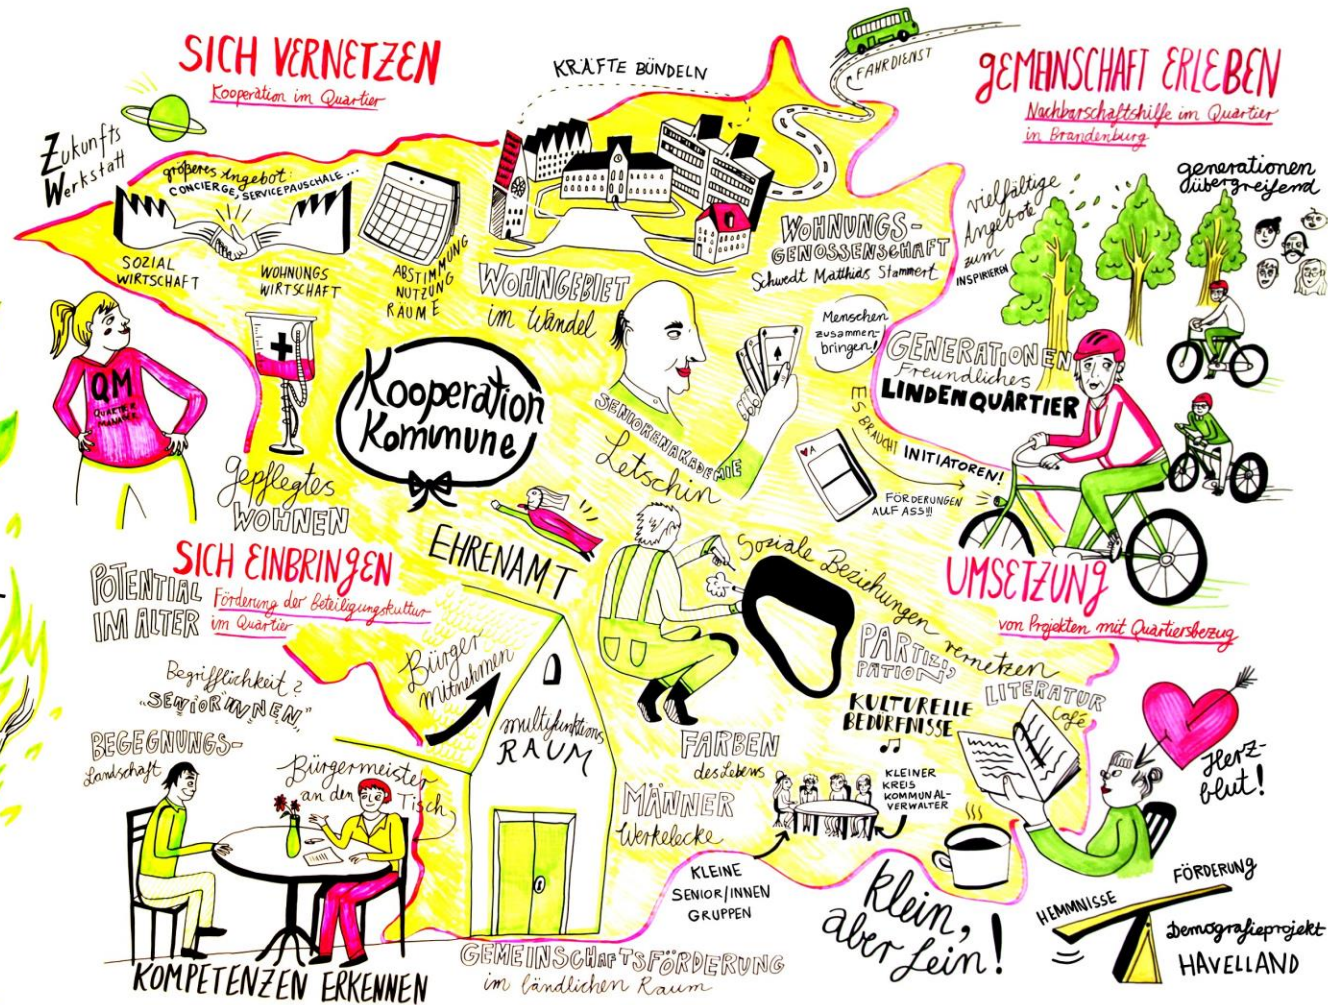 SICH VERNETZEN
Kooperation im Quartier
Zukunfts
Werkstatt
größeres Angebot:
CONCIERGE, SERVICEPAUSCHALE...
SOZIAL
WIRTSCHAFT
WOHNUNGS
WIRTSCHAFT
ABSTIMMUNG
NUTZUNG
RÄUME
KRÄFTE BÜNDELN
FAHRDIENST
WOHNGEBIET
im Wandel
WOHNUNGS-
GENOSSENSCHAFT
Schwedt Matthias Stammert
GEMEINSCHAFT ERLEBEN
Nachbarschaftshilfe im Quartier
in Brandenburg
generationen
übergreifend
vielfältige
Angebote
zum
INSPIRIEREN
QM
QUARTIER
MANAGER
gepflegtes
WOHNEN
Kooperation
Kommune
SENIORENAKADEMIE
Letschin
Menschen
zusammen-
bringen!
GENERATIONEN
Freundliches
LINDENQUARTIER
ES BRAUCHT INITIATOREN!
A
FÖRDERUNGEN
AUF ASS!!!
SICH EINBRINGEN
Förderung der Beteiligungskultur
im Quartier
POTENTIAL
IM ALTER
Begrifflichkeit?
"SENIOR*INNEN"
BEGEGNUNGS-
Landschaft
Bürgermeister
an den Tisch
KOMPETENZEN ERKENNEN
EHRENAMT
Bürger
mitnehmen
multifunktions
RAUM
GEMEINSCHAFTSFÖRDERUNG
im ländlichen Raum
Soziale Beziehungen vernetzen
FARBEN
des Lebens
MÄNNER
Werkelecke
UMSETZUNG
von Projekten mit Quartiersbezug
PARTIZI-
PATION
KULTURELLE
BEDÜRFNISSE
LITERATUR
Café
KLEINER
KREIS
KOMMUNAL-
VERWALTER
KLEINE
SENIOR/INNEN
GRUPPEN
klein,
aber fein!
Herz-
blut!
HEMMNISSE
FÖRDERUNG
Demografieprojekt
HAVELLAND